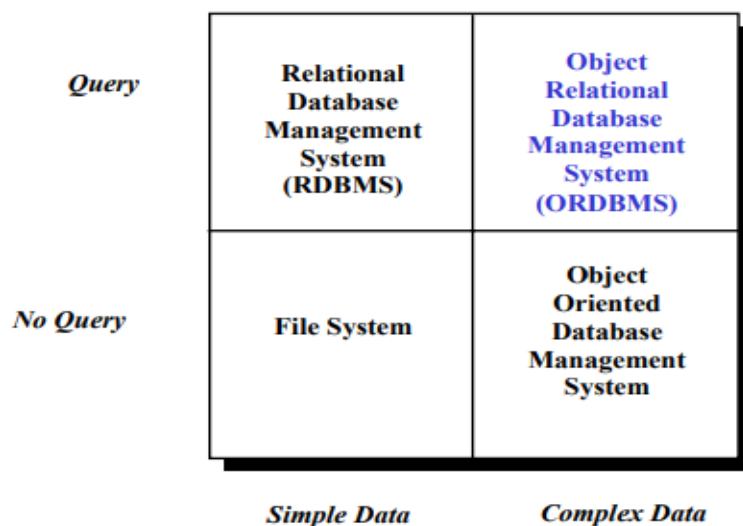 Query
Relational
Database
Management
System
(RDBMS)
Object
Relational
Database
Management
System
(ORDBMS)
No Query
File System
Object
Oriented
Database
Management
System
Simple Data
Complex Data